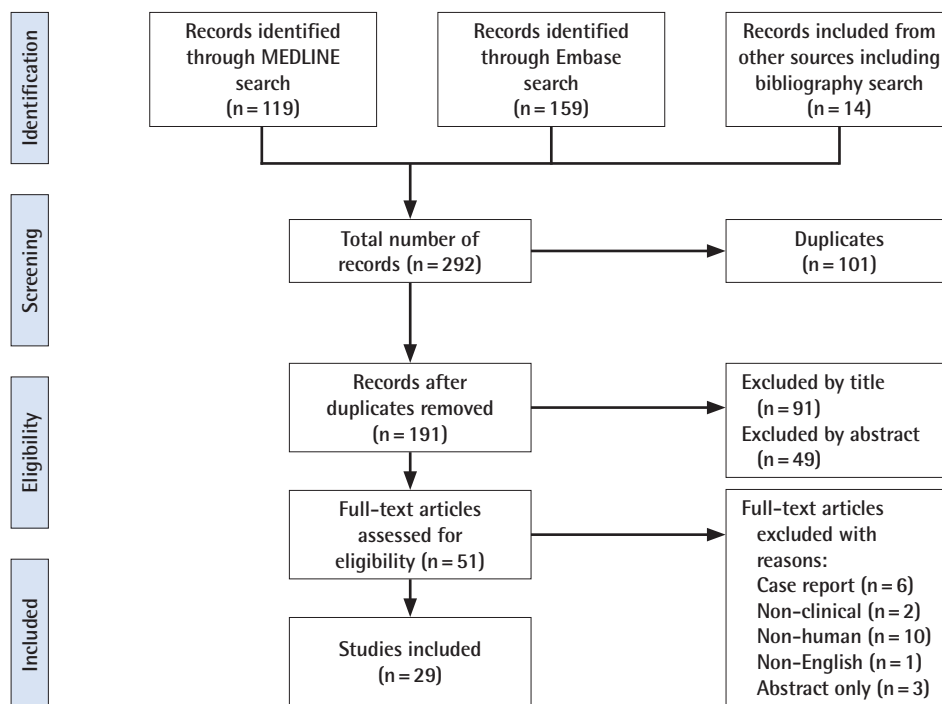 Identification
Records identified
through MEDLINE
search
(n=119)
Records identified
through Embase
search
(n=159)
Records included from
other sources including
bibliography search
(n=14)
Screening
Total number of
records (n=292)
Duplicates
(n=101)
Eligibility
Records after
duplicates removed
(n=191)
Excluded by title
(n=91)
Excluded by abstract
(n=49)
Full-text articles
assessed for
eligibility (n=51)
Full-text articles
excluded with
reasons:
Case report (n=6)
Non-clinical (n=2)
Non-human (n=10)
Non-English (n=1)
Abstract only (n=3)
Included
Studies included
(n=29)